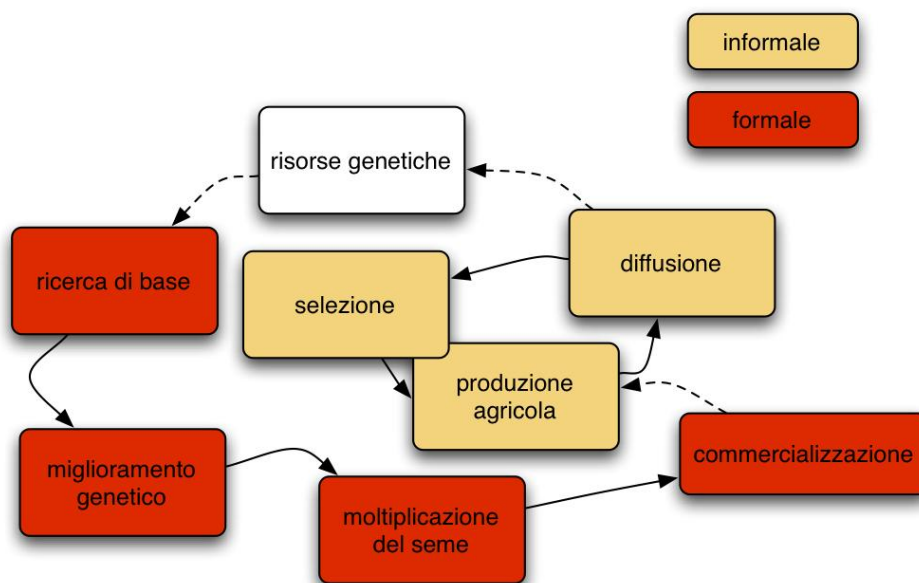 informale
formale
risorse genetiche
diffusione
ricerca di base
selezione
produzione
agricola
commercializzazione
miglioramento
genetico
moltiplicazione
del seme